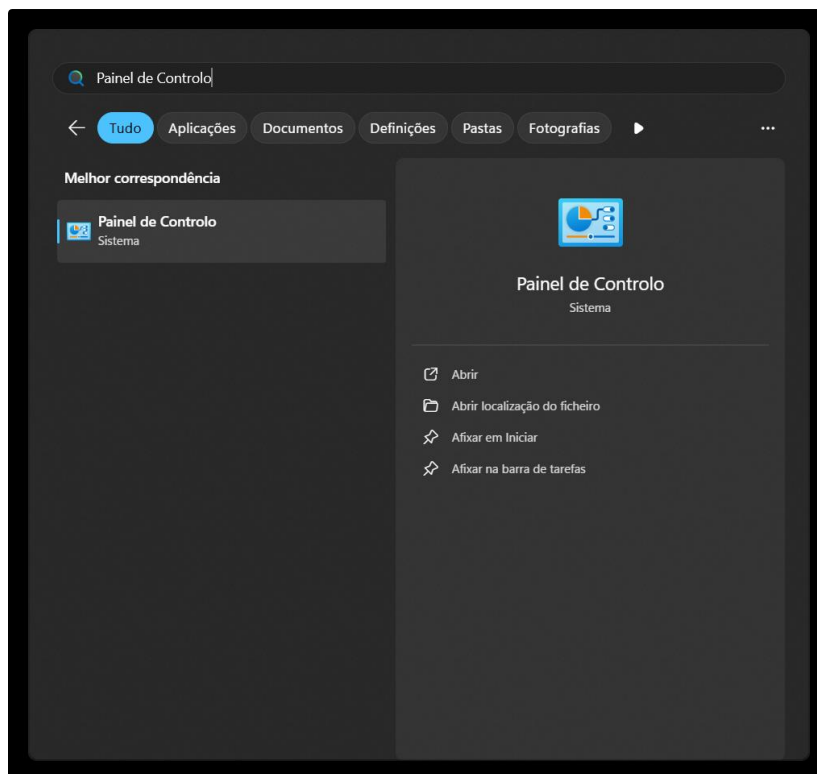 Painel de Controlo
Tudo Aplicações Documentos Definições Pastas Fotografias
Melhor correspondência
Painel de Controlo
Sistema
Painel de Controlo
Sistema
Abrir
Abrir localização do ficheiro
Afixar em Iniciar
Afixar na barra de tarefas